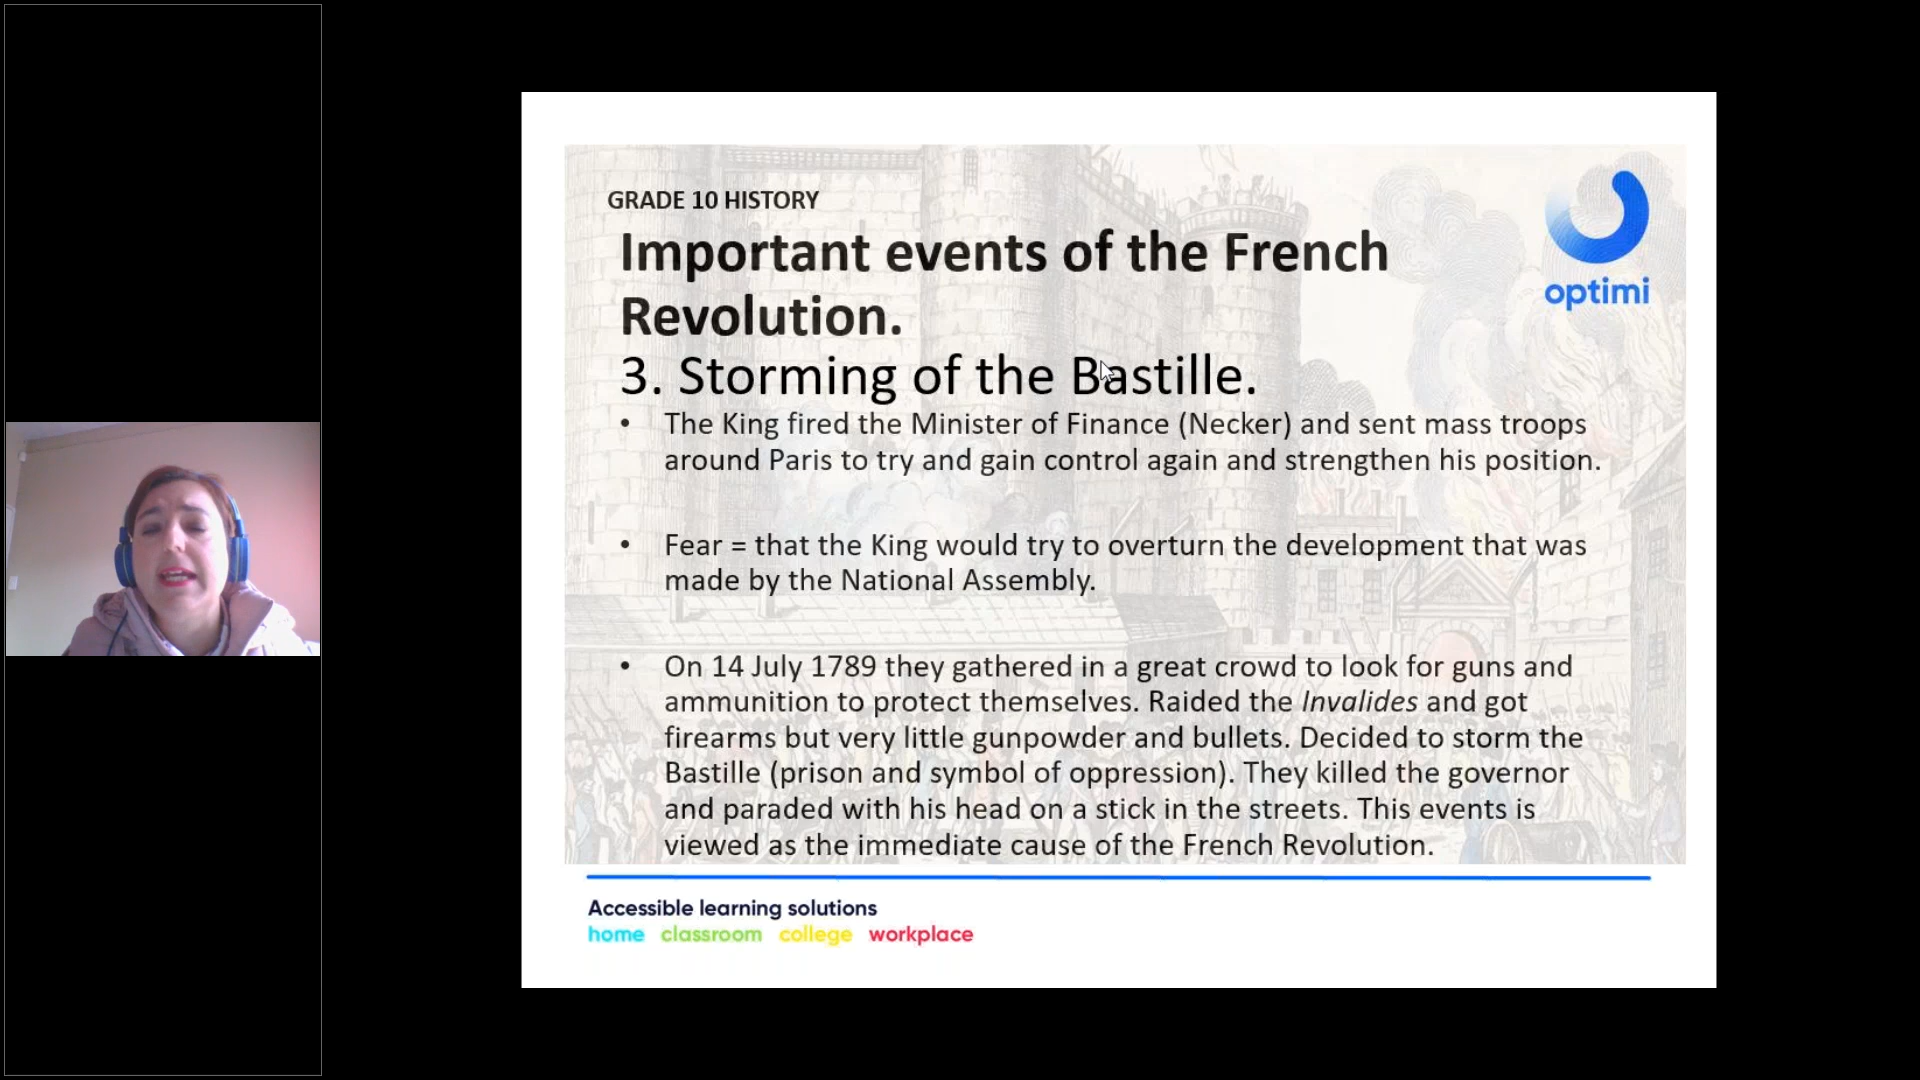 GRADE 10 HISTORY
Important events of the French
Revolution.
3. Storming of the Bastille.
optimi
• The King fired the Minister of Finance (Necker) and sent mass troops
around Paris to try and gain control again and strengthen his position.
• Fear = that the King would try to overturn the development that was
made by the National Assembly.
• On 14 July 1789 they gathered in a great crowd to look for guns and
ammunition to protect themselves. Raided the Invalides and got
firearms but very little gunpowder and bullets. Decided to storm the
Bastille (prison and symbol of oppression). They killed the governor
and paraded with his head on a stick in the streets. This events is
viewed as the immediate cause of the French Revolution.
Accessible learning solutions
home classroom college workplace